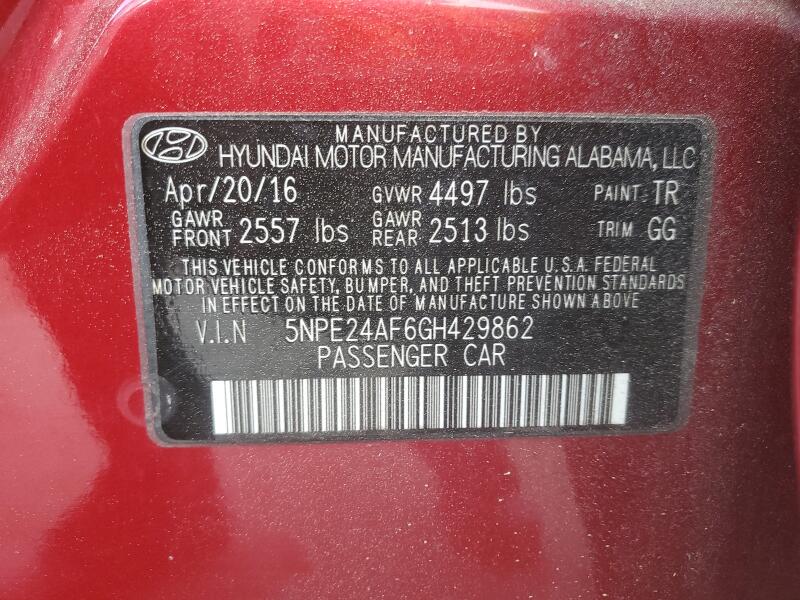 MANUFACTURED BY
HYUNDAI MOTOR MANUFACTURING ALABAMA, LLC
Apr/20/16 GVWR 4497 lbs PAINT: TR
GAWR FRONT 2557 lbs GAWR REAR 2513 lbs TRIM GG
THIS VEHICLE CONFORMS TO ALL APPLICABLE U.S.A. FEDERAL
MOTOR VEHICLE SAFETY, BUMPER, AND THEFT PREVENTION STANDARDS
IN EFFECT ON THE DATE OF MANUFACTURE SHOWN ABOVE
V.I.N 5NPE24AF6GH429862
PASSENGER CAR